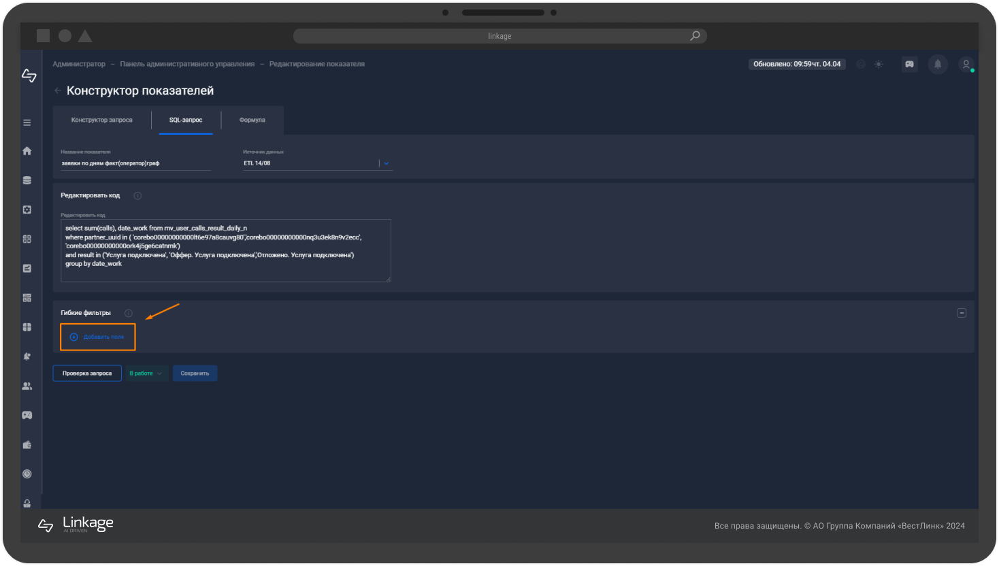 linkage
Администратор – Панель административного управления – Редактирование показателя
Обновлено: 09:59чт. 04.04
Конструктор показателей
Конструктор запроса
SQL-запрос
Формула
Название показателя
Источник данных
заявки по дням факт(оператор)граф
ETL 14/08
Редактировать код
Редактировать код
select sum(calls), date_work from mv_user_calls_result_daily_n
where partner_uuid in ( 'corebo00000000000lt6e97a8cauvg80','corebo00000000000nq3u3ek8n9v2ecc',
'corebo00000000000ork4j5ge6catnmk')
and result in ('Услуга подключена', 'Оффер. Услуга подключена','Отложено. Услуга подключена')
group by date_work
Гибкие фильтры
Добавить поля
Проверка запроса
В работе
Сохранить
Linkage
AI DRIVEN
Все права защищены. © АО Группа Компаний «ВестЛинк» 2024